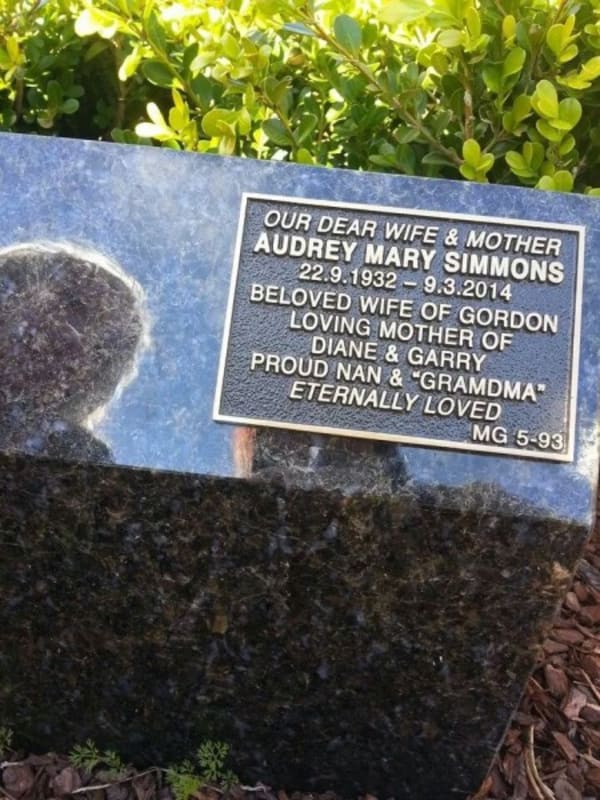 OUR DEAR WIFE & MOTHER
AUDREY MARY SIMMONS
22.9.1932 – 9.3.2014
BELOVED WIFE OF GORDON
LOVING MOTHER OF
DIANE & GARRY
PROUD NAN & "GRAMDMA"
ETERNALLY LOVED
MG 5-93